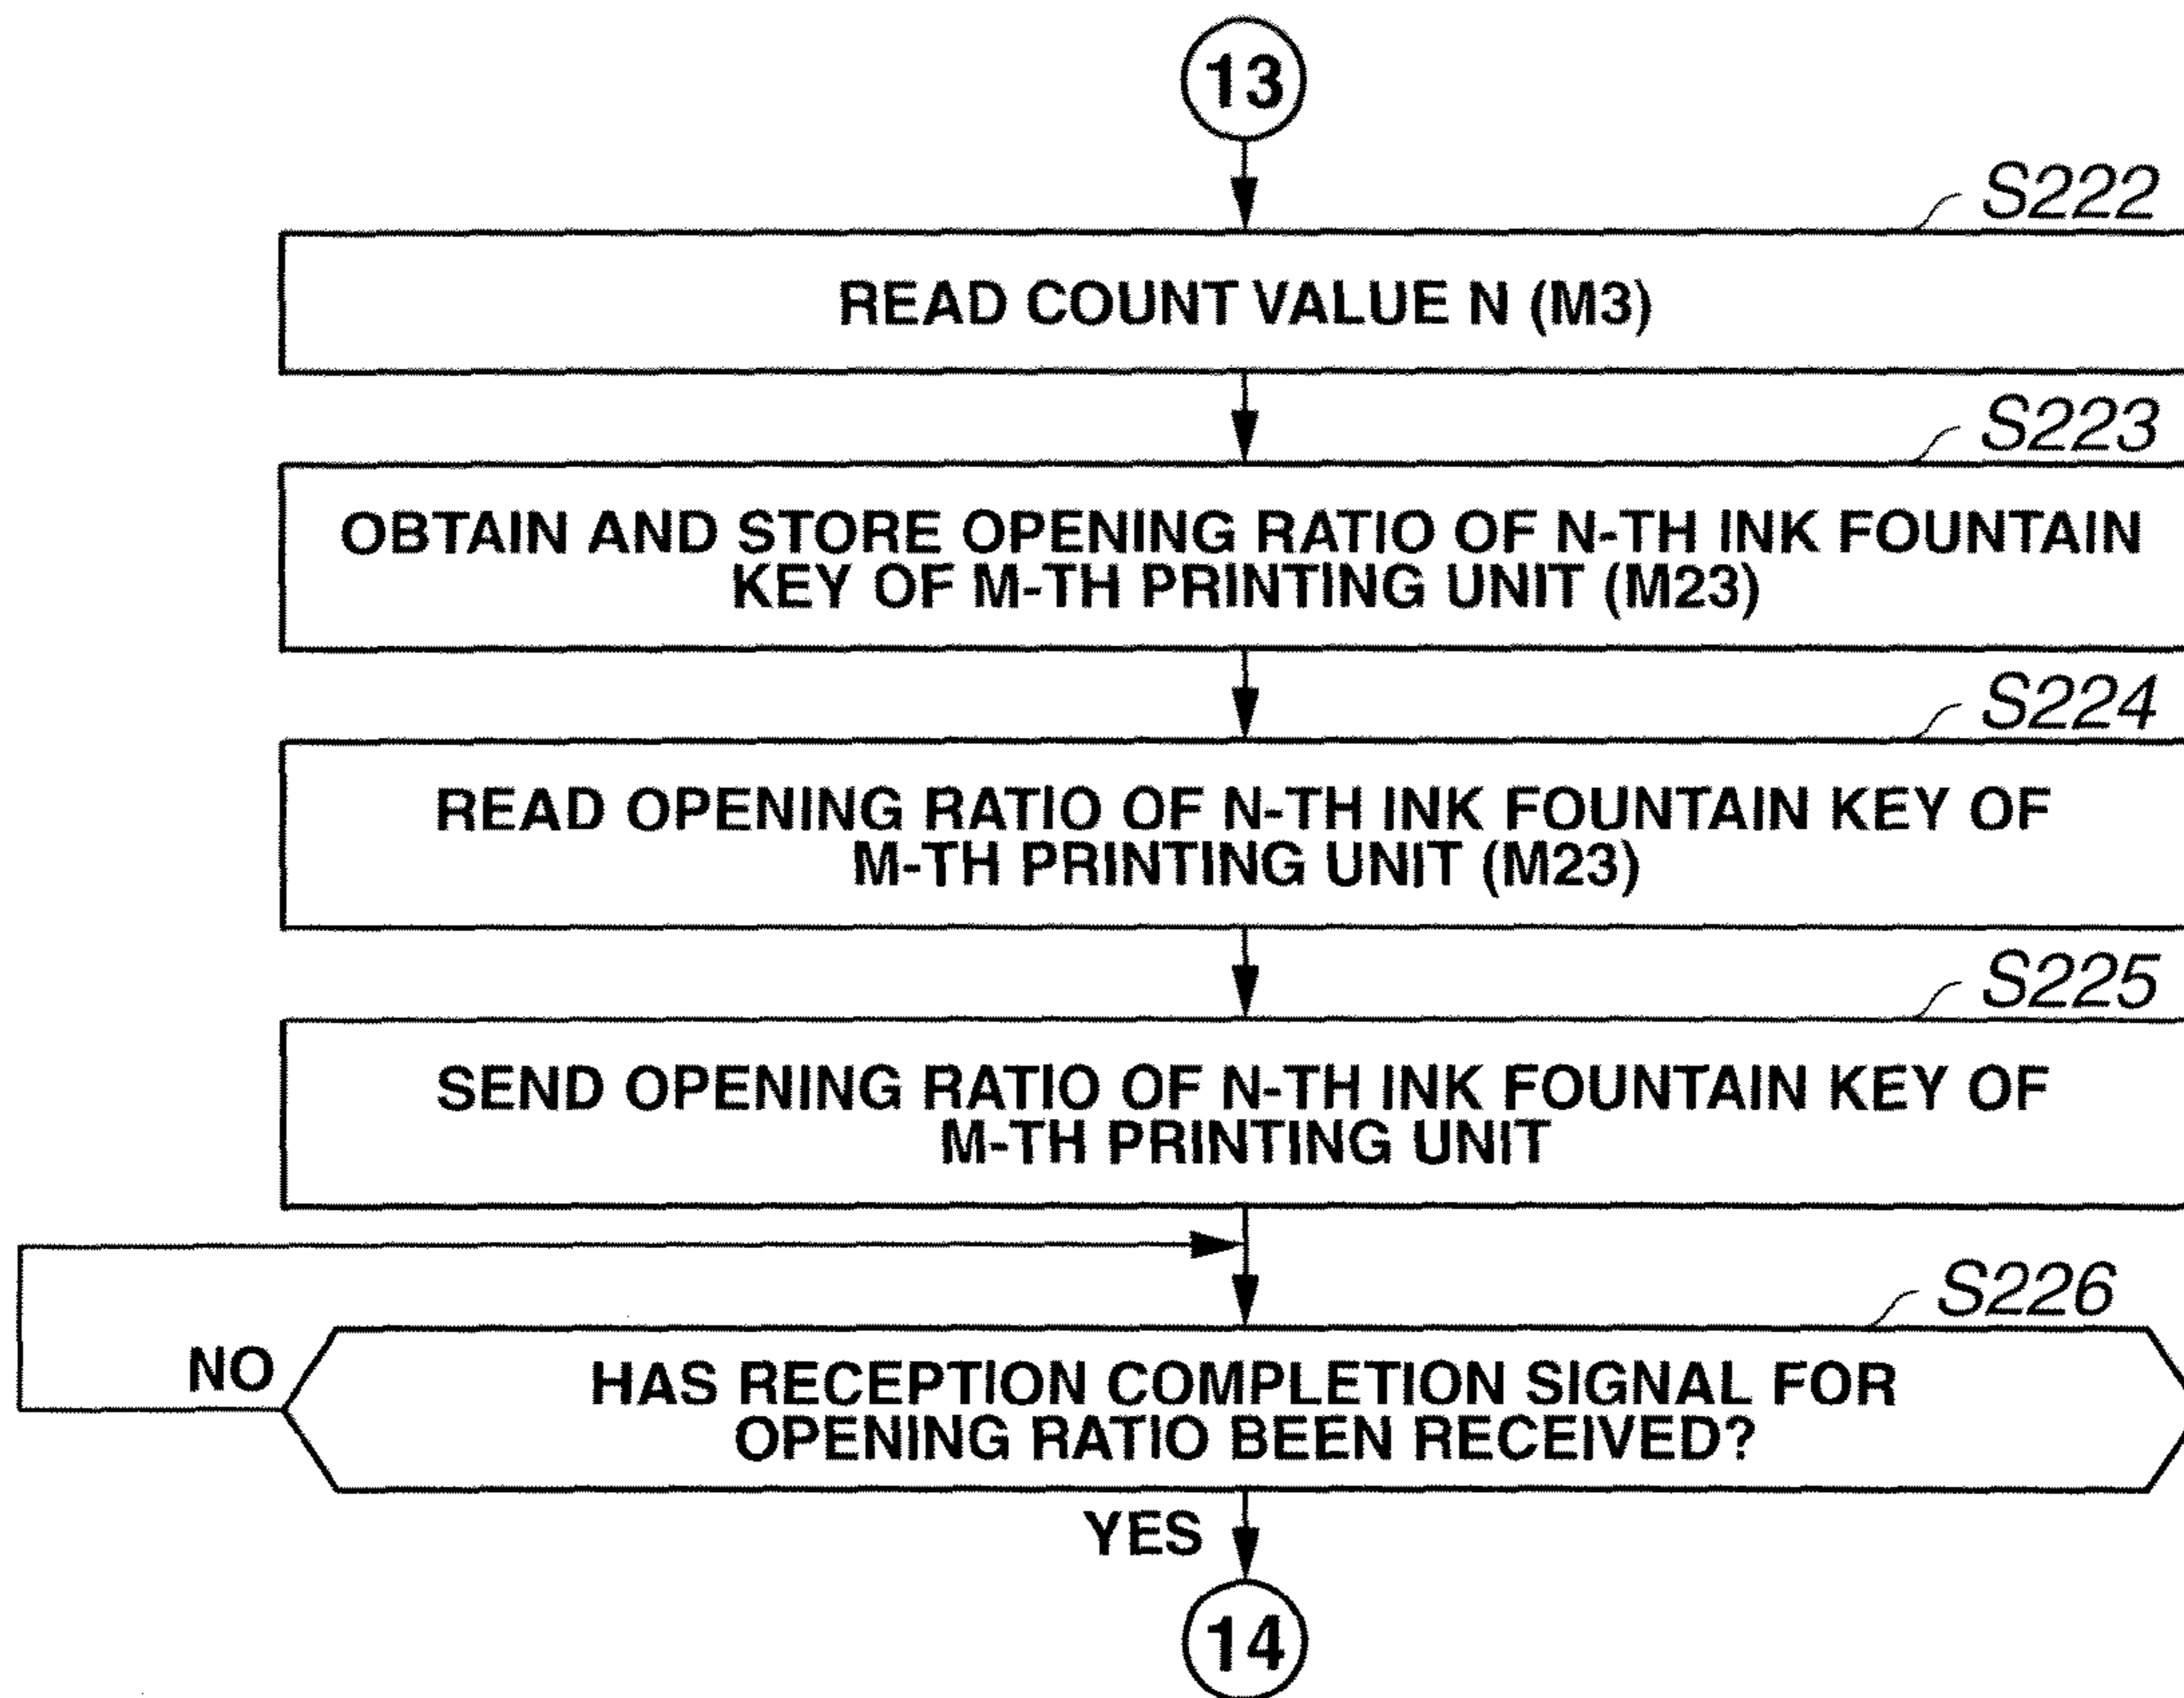 13
S222
READ COUNT VALUE N (M3)
S223
OBTAIN AND STORE OPENING RATIO OF N-TH INK FOUNTAIN
KEY OF M-TH PRINTING UNIT (M23)
S224
READ OPENING RATIO OF N-TH INK FOUNTAIN KEY OF
M-TH PRINTING UNIT (M23)
S225
SEND OPENING RATIO OF N-TH INK FOUNTAIN KEY OF
M-TH PRINTING UNIT
S226
NO
HAS RECEPTION COMPLETION SIGNAL FOR
OPENING RATIO BEEN RECEIVED?
YES
14